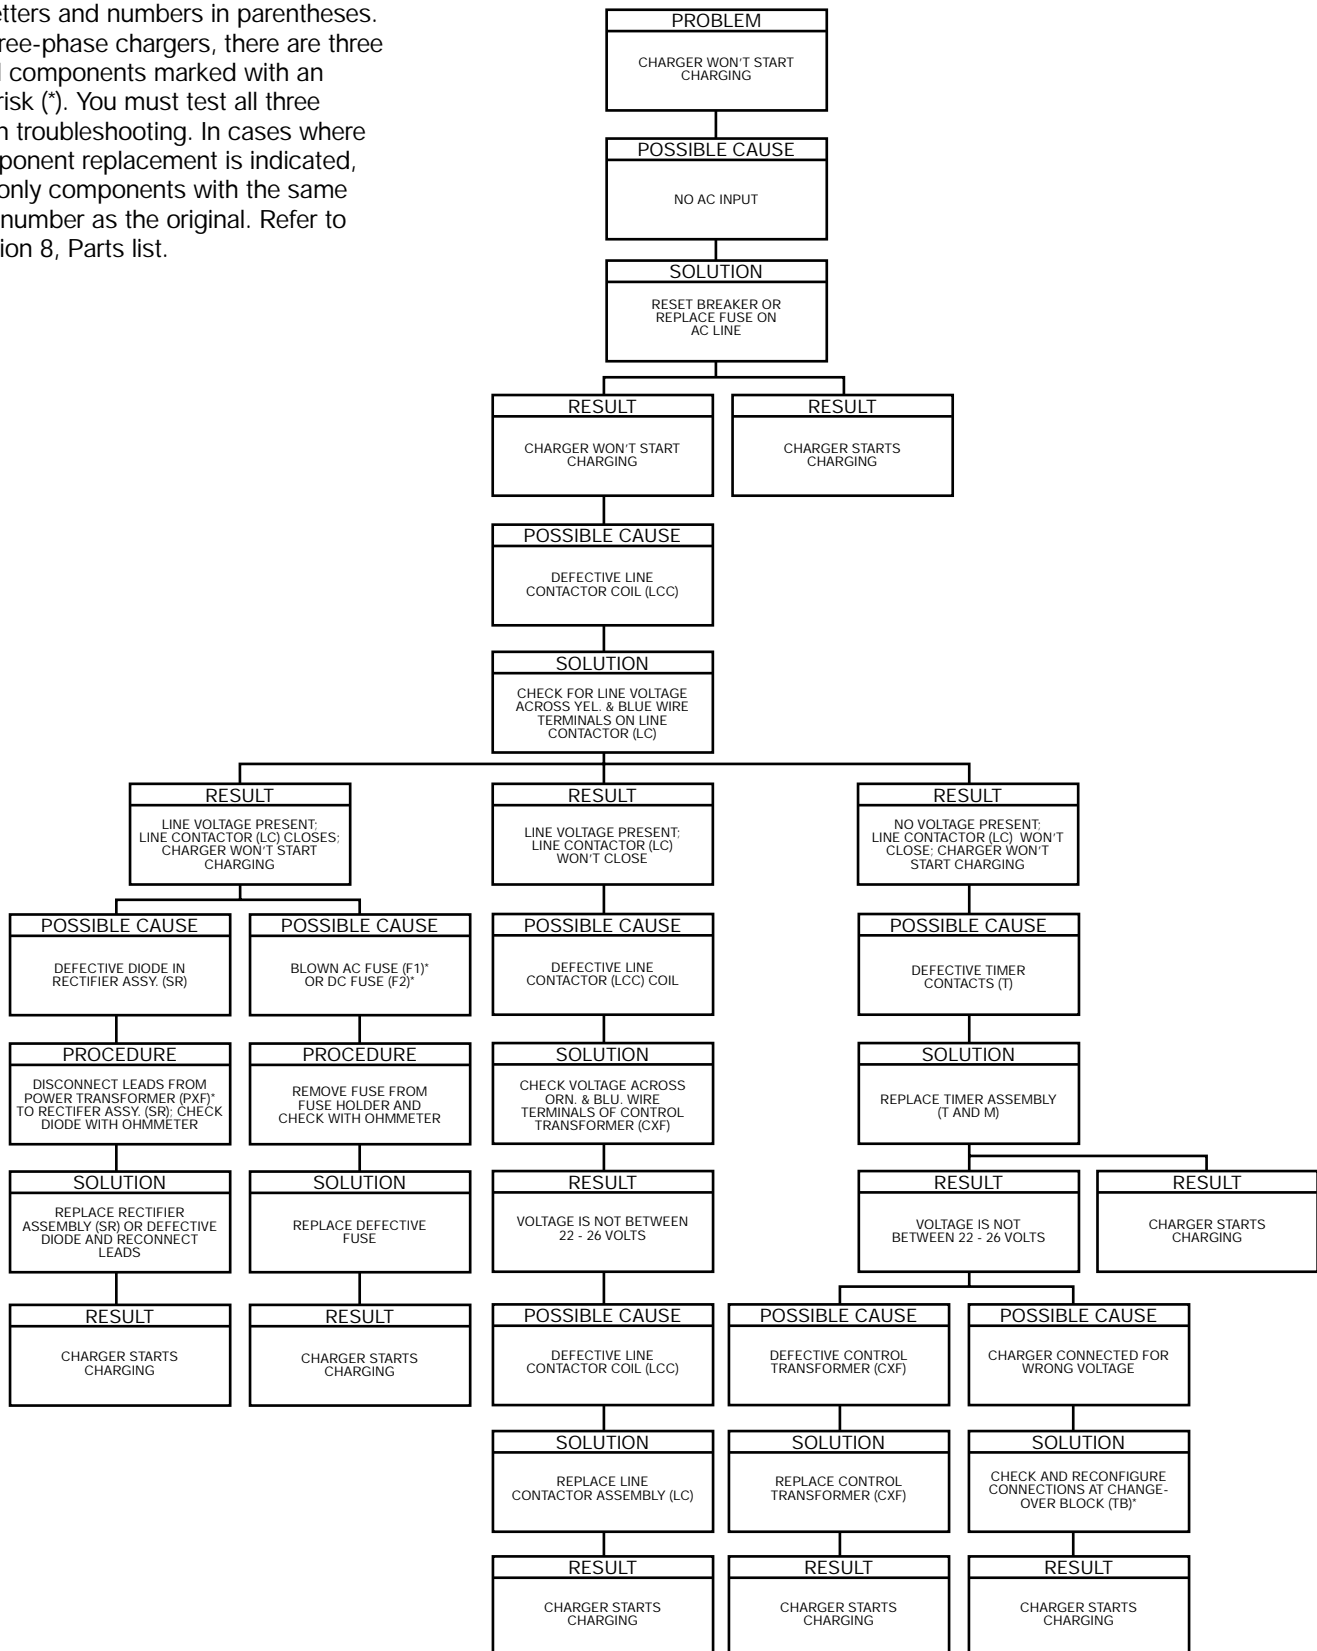 etters and numbers in parentheses.
ree-phase chargers, there are three
l components marked with an
risk (*). You must test all three
n troubleshooting. In cases where
ponent replacement is indicated,
only components with the same
number as the original. Refer to
ion 8, Parts list.
PROBLEM
CHARGER WON'T START
CHARGING
POSSIBLE CAUSE
NO AC INPUT
SOLUTION
RESET BREAKER OR
REPLACE FUSE ON
AC LINE
RESULT
CHARGER WON'T START
CHARGING
RESULT
CHARGER STARTS
CHARGING
POSSIBLE CAUSE
DEFECTIVE LINE
CONTACTOR COIL (LCC)
SOLUTION
CHECK FOR LINE VOLTAGE
ACROSS YEL. & BLUE WIRE
TERMINALS ON LINE
CONTACTOR (LC)
RESULT
LINE VOLTAGE PRESENT;
LINE CONTACTOR (LC) CLOSES;
CHARGER WON'T START
CHARGING
RESULT
LINE VOLTAGE PRESENT;
LINE CONTACTOR (LC)
WON'T CLOSE
RESULT
NO VOLTAGE PRESENT;
LINE CONTACTOR (LC) WON'T
CLOSE; CHARGER WON'T
START CHARGING
POSSIBLE CAUSE
DEFECTIVE DIODE IN
RECTIFIER ASSY. (SR)
POSSIBLE CAUSE
BLOWN AC FUSE (F1)*
OR DC FUSE (F2)*
POSSIBLE CAUSE
DEFECTIVE LINE
CONTACTOR (LCC) COIL
POSSIBLE CAUSE
DEFECTIVE TIMER
CONTACTS (T)
PROCEDURE
DISCONNECT LEADS FROM
POWER TRANSFORMER (PXF)*
TO RECTIFER ASSY. (SR); CHECK
DIODE WITH OHMMETER
PROCEDURE
REMOVE FUSE FROM
FUSE HOLDER AND
CHECK WITH OHMMETER
SOLUTION
CHECK VOLTAGE ACROSS
ORN. & BLU. WIRE
TERMINALS OF CONTROL
TRANSFORMER (CXF)
SOLUTION
REPLACE TIMER ASSEMBLY
(T AND M)
SOLUTION
REPLACE RECTIFIER
ASSEMBLY (SR) OR DEFECTIVE
DIODE AND RECONNECT
LEADS
SOLUTION
REPLACE DEFECTIVE
FUSE
RESULT
VOLTAGE IS NOT BETWEEN
22 - 26 VOLTS
RESULT
VOLTAGE IS NOT
BETWEEN 22 - 26 VOLTS
RESULT
CHARGER STARTS
CHARGING
RESULT
CHARGER STARTS
CHARGING
RESULT
CHARGER STARTS
CHARGING
POSSIBLE CAUSE
DEFECTIVE LINE
CONTACTOR COIL (LCC)
POSSIBLE CAUSE
DEFECTIVE CONTROL
TRANSFORMER (CXF)
POSSIBLE CAUSE
CHARGER CONNECTED FOR
WRONG VOLTAGE
SOLUTION
REPLACE LINE
CONTACTOR ASSEMBLY (LC)
SOLUTION
REPLACE CONTROL
TRANSFORMER (CXF)
SOLUTION
CHECK AND RECONFIGURE
CONNECTIONS AT CHANGE-
OVER BLOCK (TB)*
RESULT
CHARGER STARTS
CHARGING
RESULT
CHARGER STARTS
CHARGING
RESULT
CHARGER STARTS
CHARGING